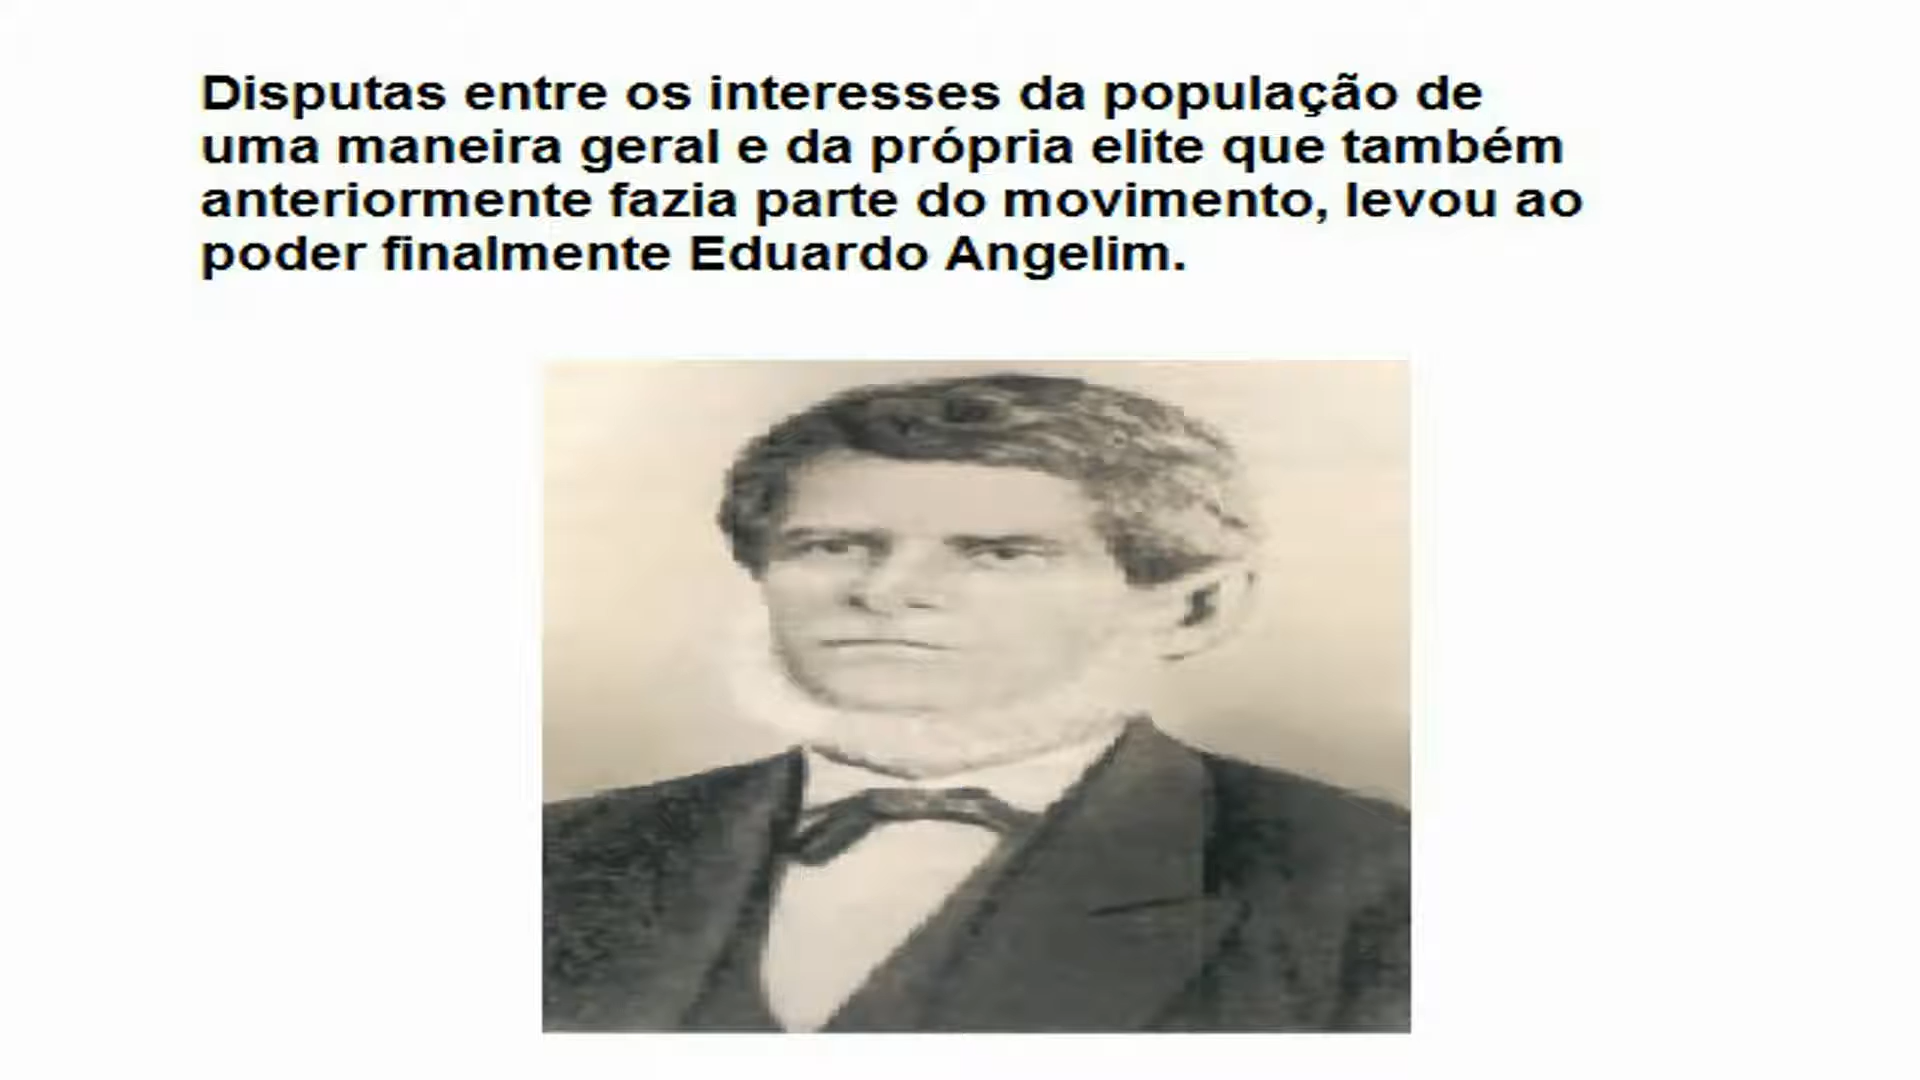 Disputas entre os interesses da população de
uma maneira geral e da própria elite que também
anteriormente fazia parte do movimento, levou ao
poder finalmente Eduardo Angelim.